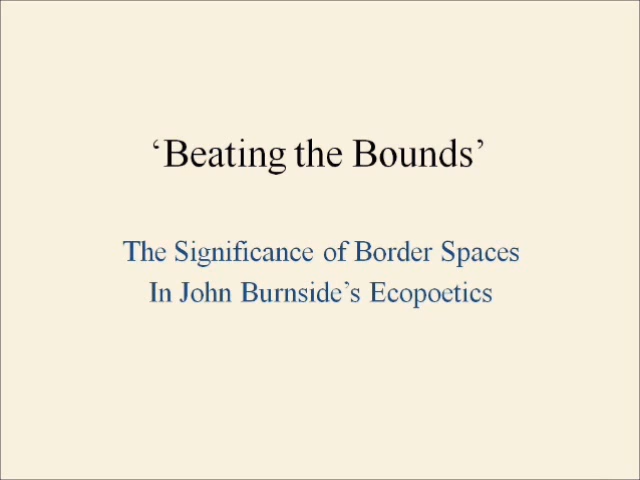 ‘Beating the Bounds’
The Significance of Border Spaces
In John Burnside’s Ecopoetics